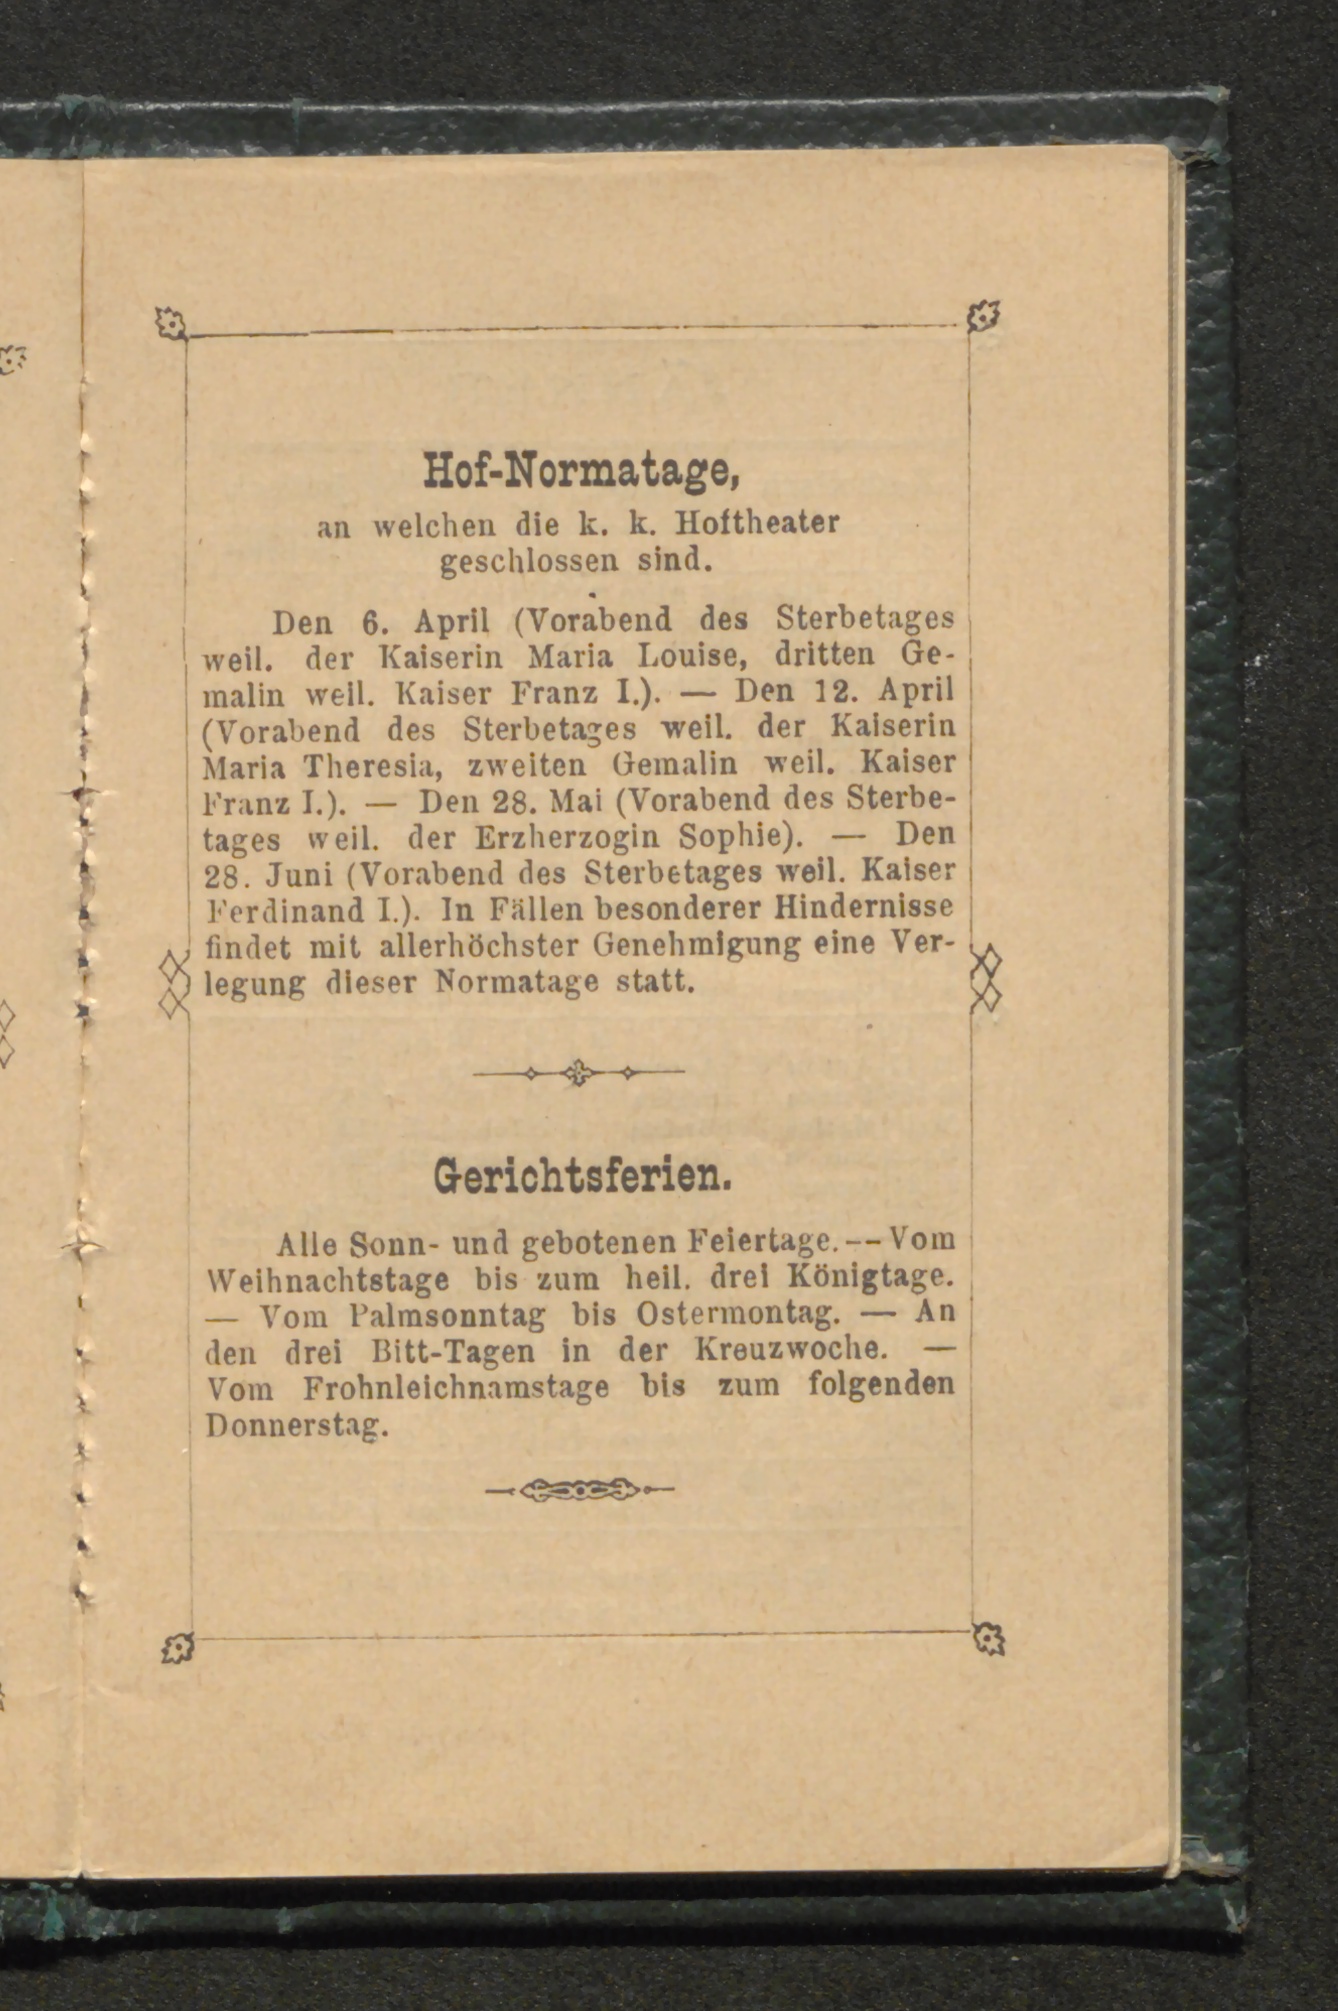 Hof-Normatage,
an welchen die k. k. Hoftheater
geschlossen sind.
Den 6. April (Vorabend des Sterbetages
weil. der Kaiserin Maria Louise, dritten Ge-
malin weil. Kaiser Franz I.). — Den 12. April
(Vorabend des Sterbetages weil. der Kaiserin
Maria Theresia, zweiten Gemalin weil. Kaiser
Franz I.). — Den 28. Mai (Vorabend des Sterbe-
tages weil. der Erzherzogin Sophie). — Den
28. Juni (Vorabend des Sterbetages weil. Kaiser
Ferdinand I.). In Fällen besonderer Hindernisse
findet mit allerhöchster Genehmigung eine Ver-
legung dieser Normatage statt.
Gerichtsferien.
Alle Sonn- und gebotenen Feiertage. — Vom
Weihnachtstage bis zum heil. drei Königtage.
— Vom Palmsonntag bis Ostermontag. — An
den drei Bitt-Tagen in der Kreuzwoche. —
Vom Frohnleichnamstage bis zum folgenden
Donnerstag.